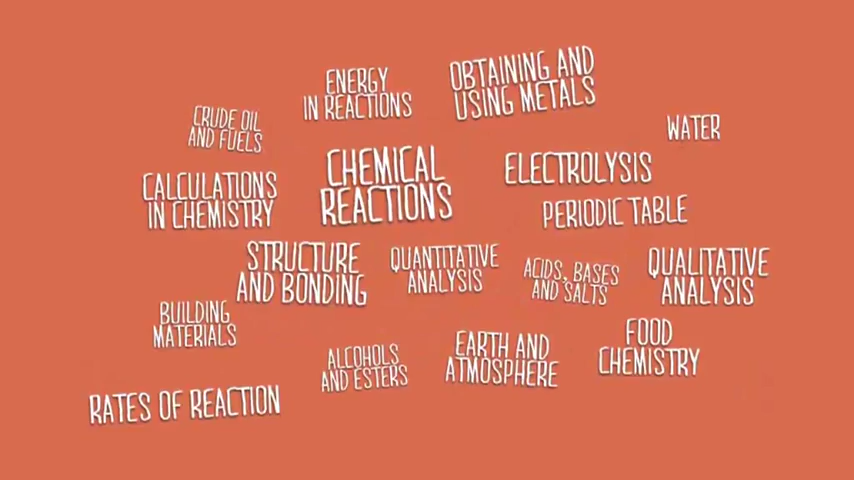 ENERGY
IN REACTIONS
OBTAINING AND
USING METALS
CRUDE OIL
AND FUELS
WATER
CHEMICAL
REACTIONS
ELECTROLYSIS
CALCULATIONS
IN CHEMISTRY
PERIODIC TABLE
STRUCTURE
AND BONDING
QUANTITATIVE
ANALYSIS
ACIDS, BASES
AND SALTS
QUALITATIVE
ANALYSIS
BUILDING
MATERIALS
ALCOHOLS
AND ESTERS
EARTH AND
ATMOSPHERE
FOOD
CHEMISTRY
RATES OF REACTION